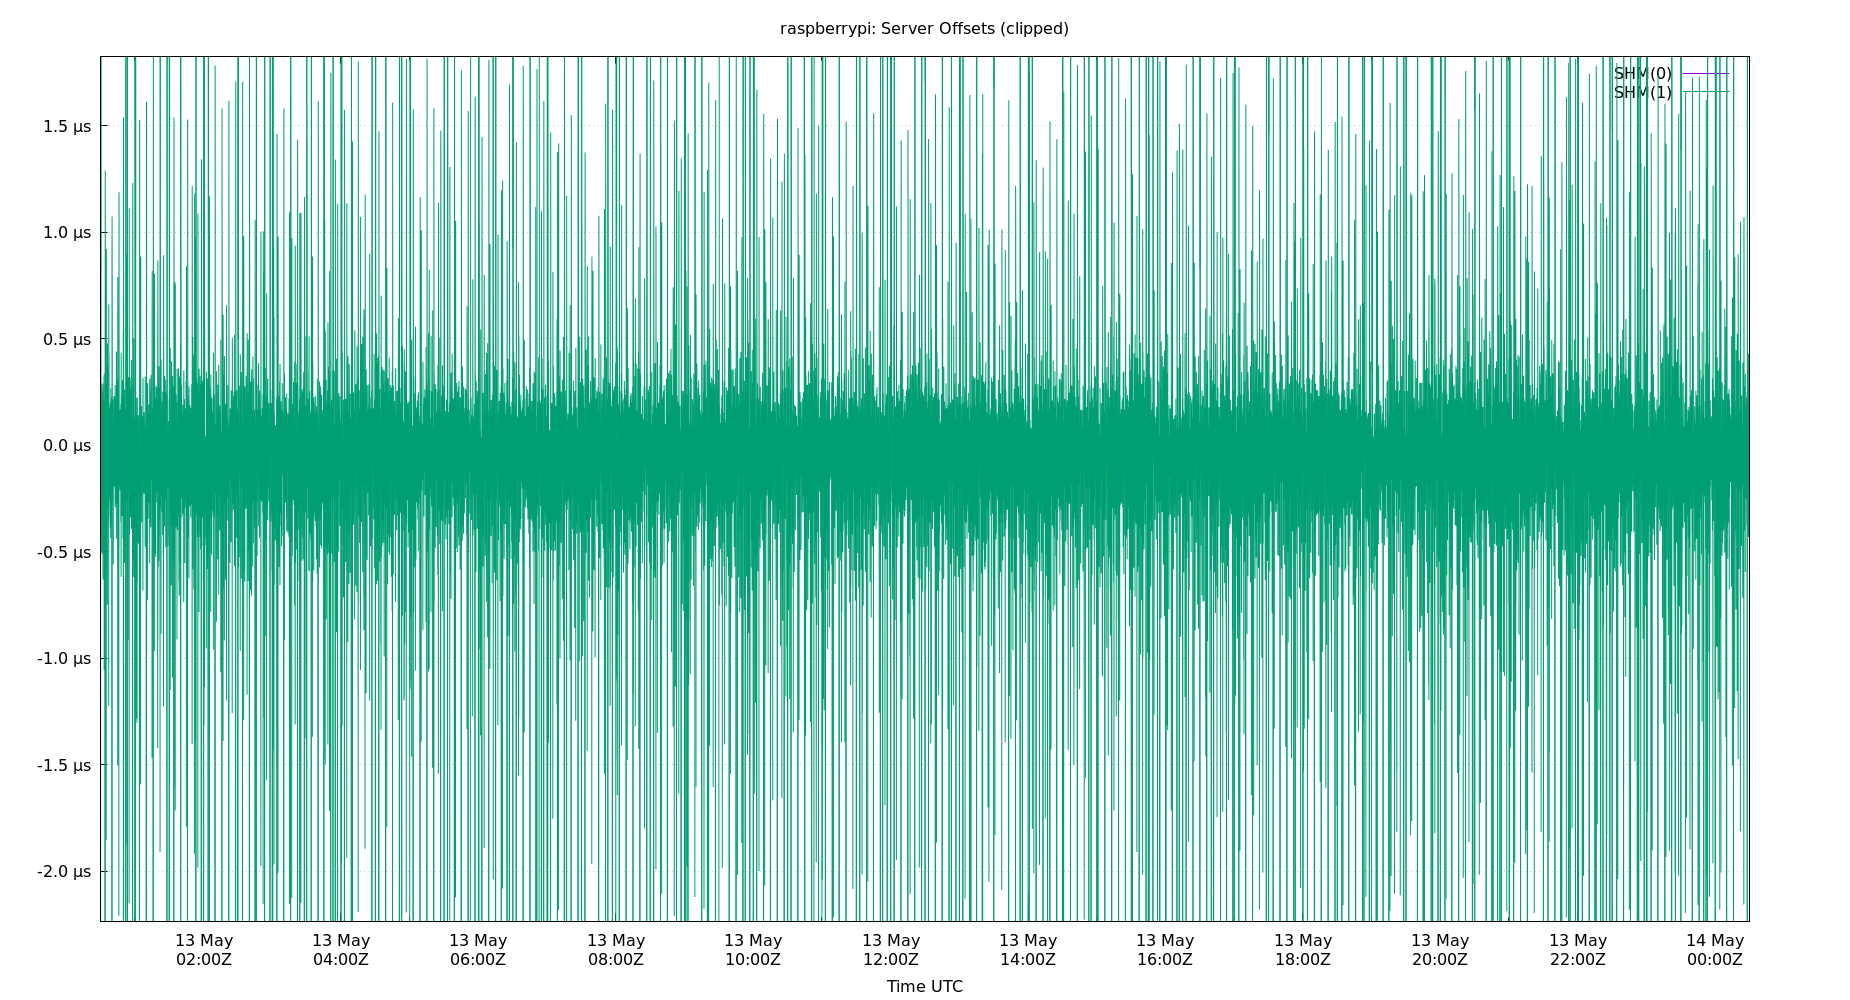 raspberrypi: Server Offsets (clipped)
SHM(0)
SHM(1)
1.5 µs
1.0 µs
0.5 µs
0.0 µs
-0.5 µs
-1.0 µs
-1.5 µs
-2.0 µs
13 May 13 May 13 May 13 May 13 May 13 May 13 May 13 May 13 May 13 May 13 May 14 May
02:00Z 04:00Z 06:00Z 08:00Z 10:00Z 12:00Z 14:00Z 16:00Z 18:00Z 20:00Z 22:00Z 00:00Z
Time UTC